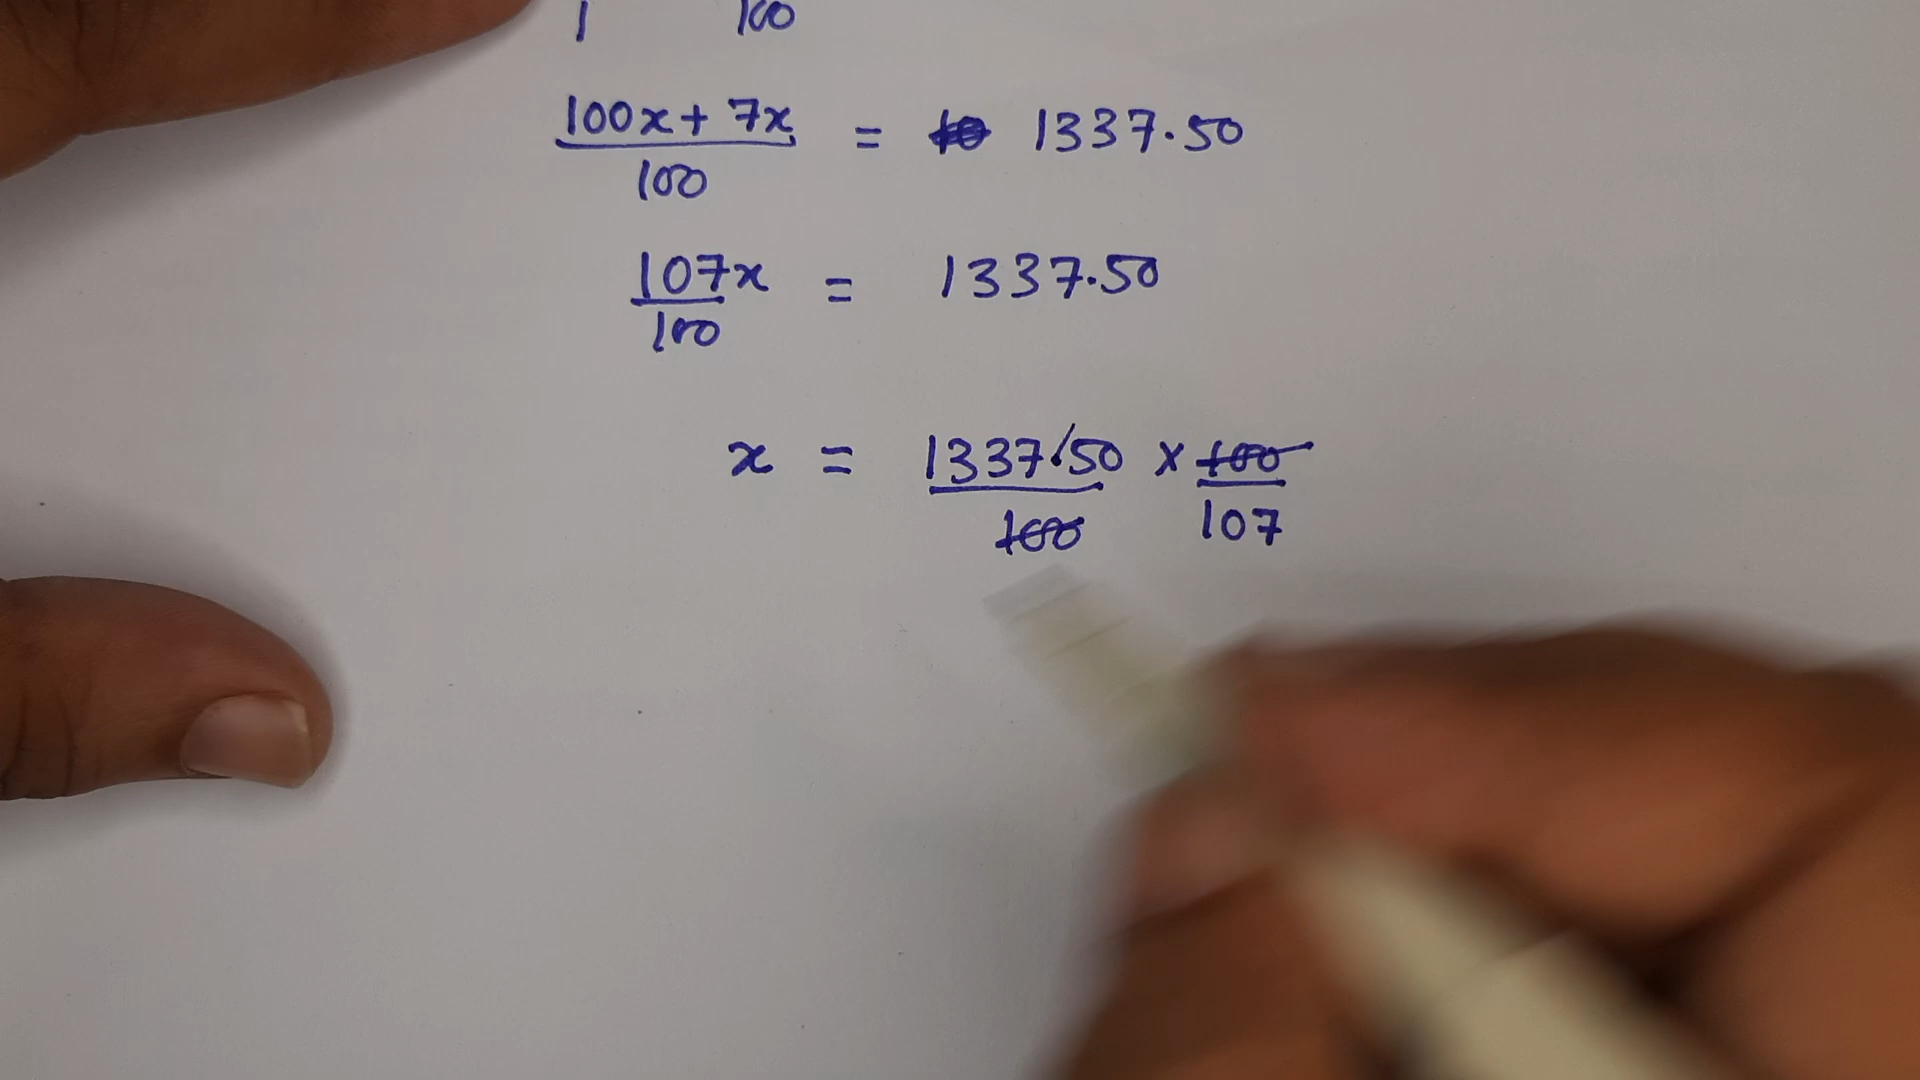 1 100
100x + 7x / 100 = 1337.50
107x / 100 = 1337.50
x = 1337.50 / 100 × 100 / 107